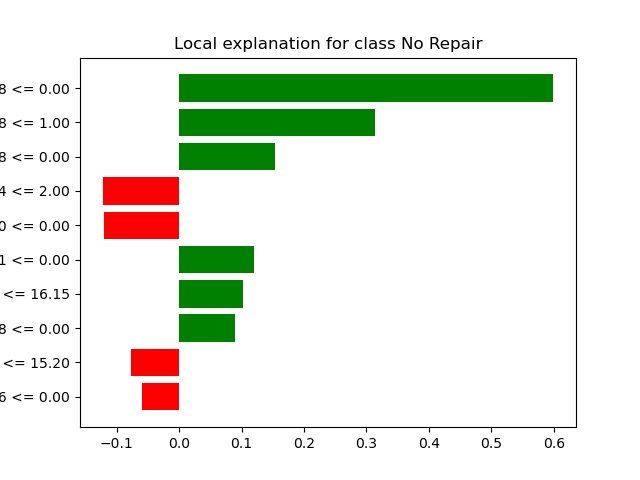 Local explanation for class No Repair
8 <= 0.00
8 <= 1.00
8 <= 0.00
4 <= 2.00
0 <= 0.00
1 <= 0.00
<= 16.15
8 <= 0.00
<= 15.20
6 <= 0.00
−0.1 0.0 0.1 0.2 0.3 0.4 0.5 0.6